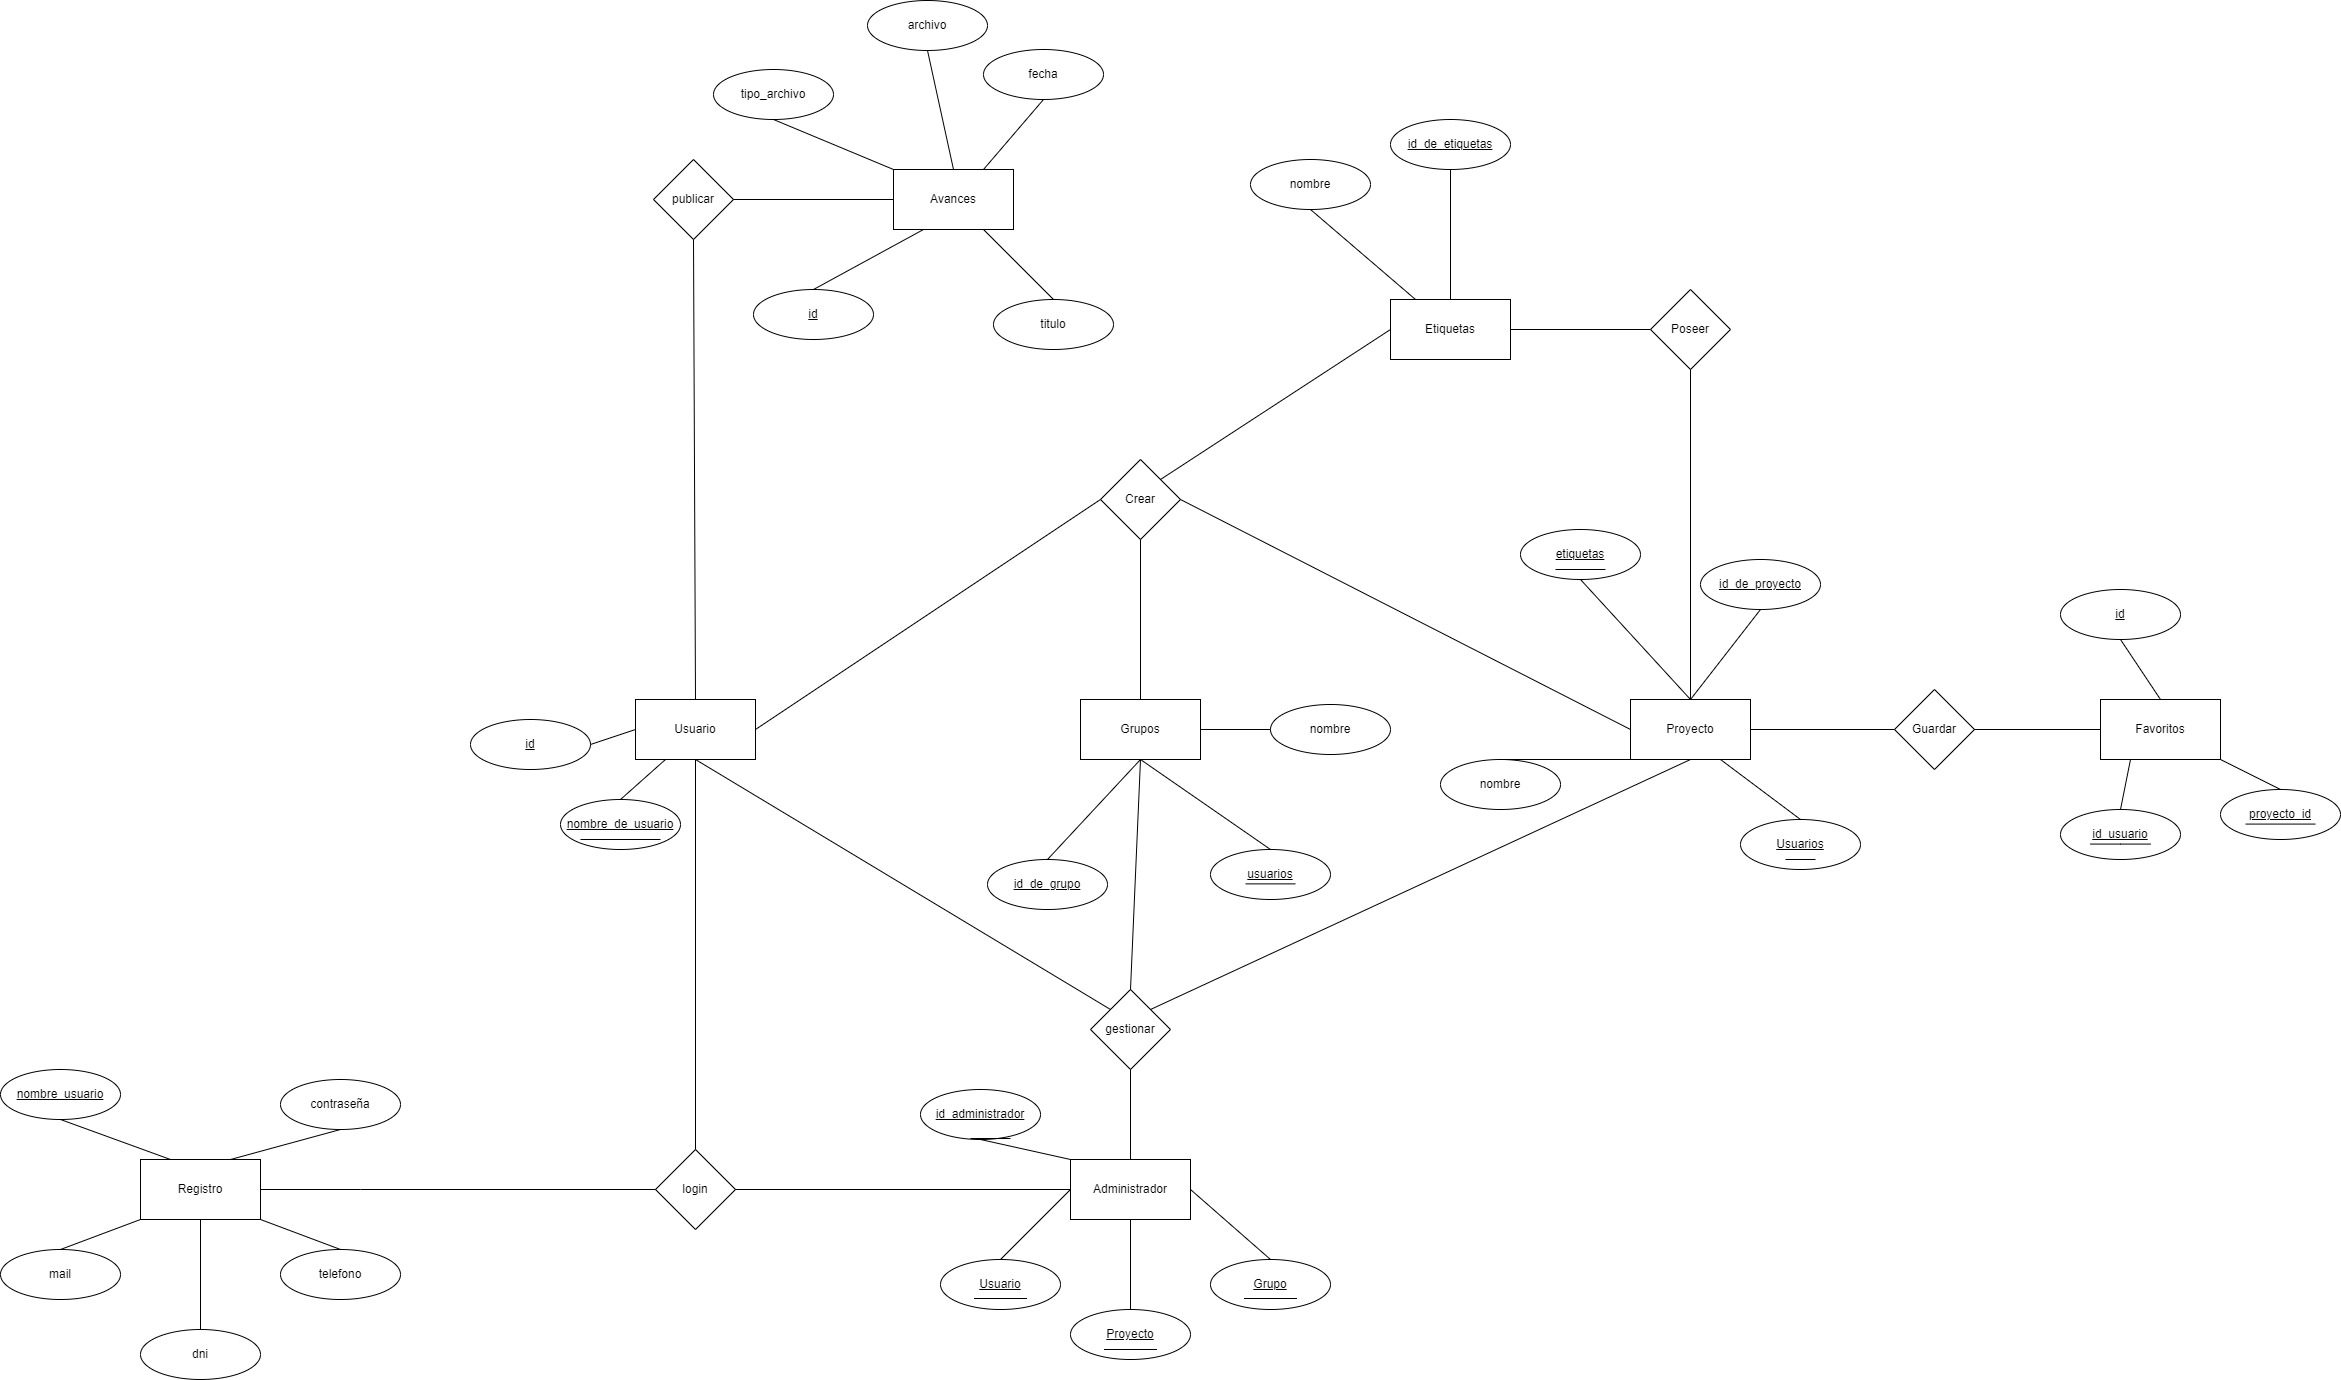 archivo
fecha
tipo_archivo
id_de_etiquetas
nombre
publicar
Avances
id
titulo
Etiquetas
Poseer
Crear
etiquetas
id_de_proyecto
id
Usuario
Grupos
nombre
Proyecto
Guardar
Favoritos
id
nombre
nombre_de_usuario
proyecto_id
id_usuario
Usuarios
id_de_grupo
usuarios
gestionar
nombre_usuario
contraseña
id_administrador
Registro
login
Administrador
mail
telefono
Usuario
Grupo
Proyecto
dni